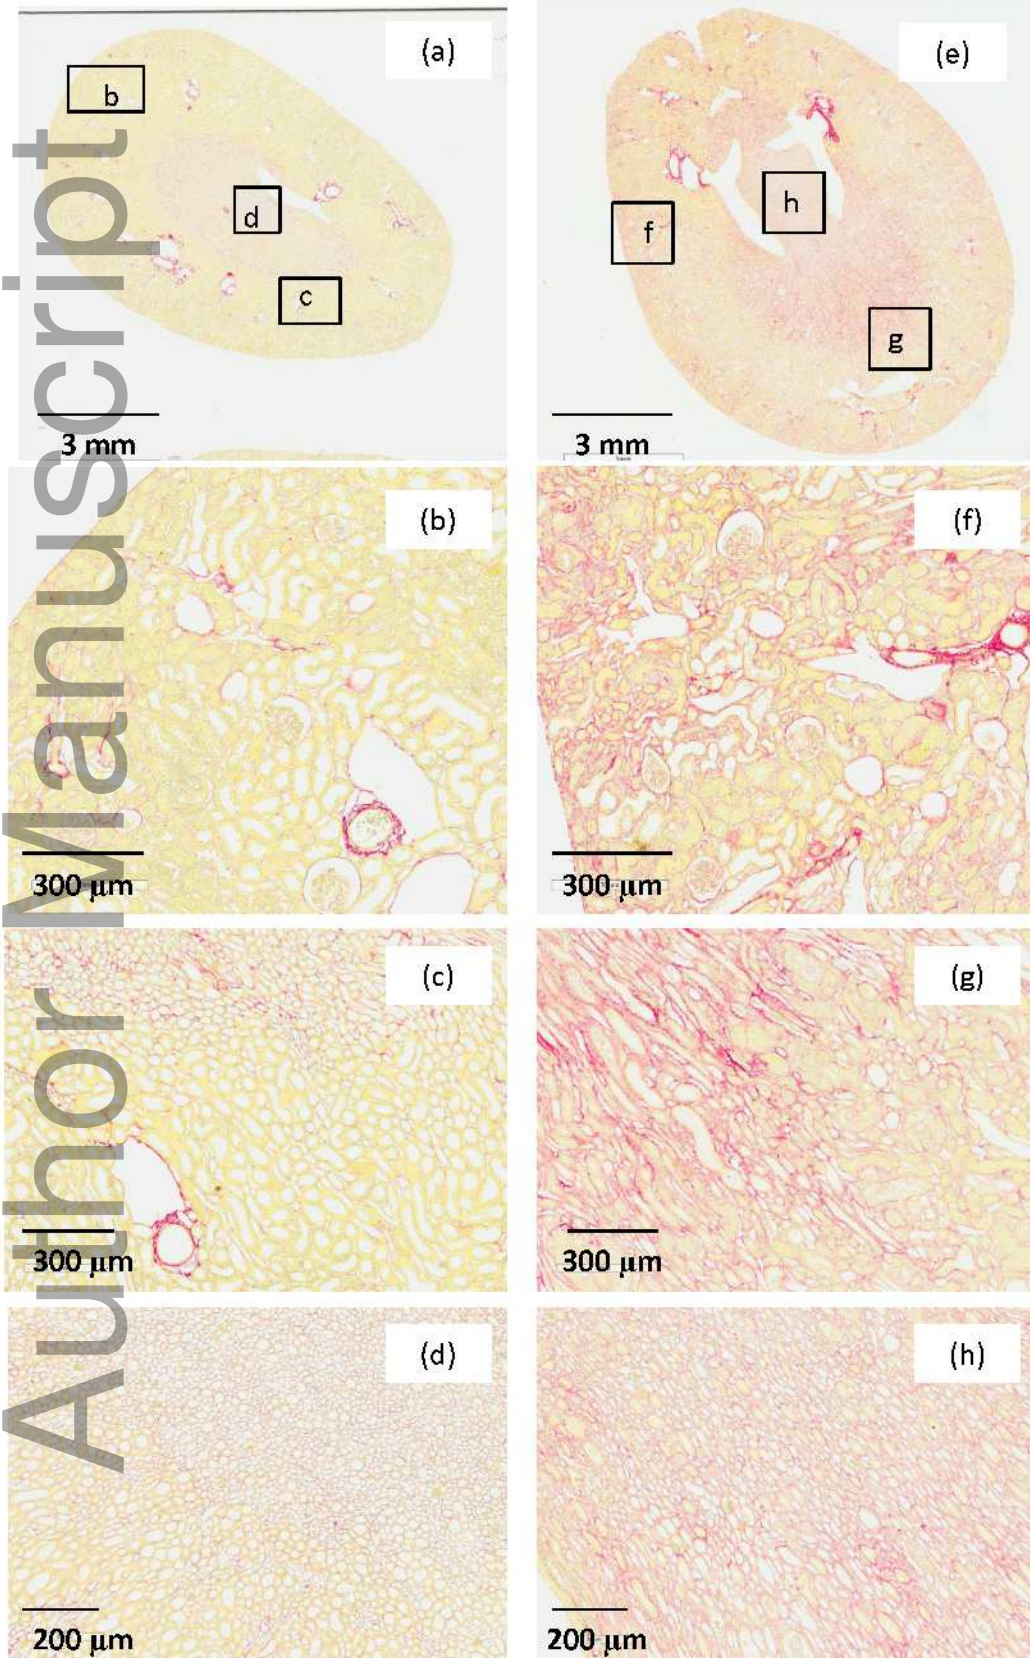 (a)
b
d
c
3 mm
(e)
f
h
g
3 mm
(b)
300 μm
(f)
300 μm
(c)
300 μm
(g)
300 μm
(d)
200 μm
(h)
200 μm
Author Manuscript